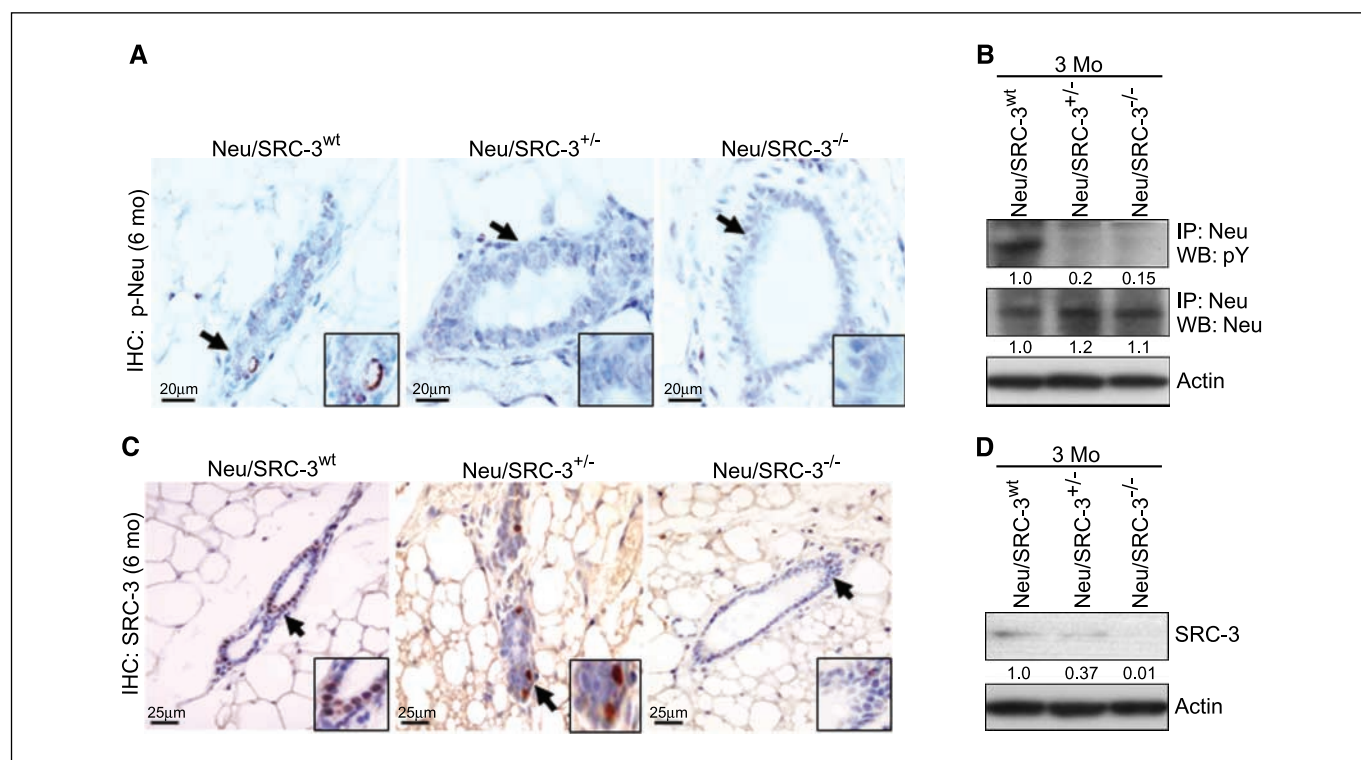 A
Neu/SRC-3wt
Neu/SRC-3+/-
Neu/SRC-3-/-
IHC: p-Neu (6 mo)
20µm
20µm
20µm
B
3 Mo
Neu/SRC-3wt
Neu/SRC-3+/-
Neu/SRC-3-/-
IP: Neu
WB: pY
1.0 0.2 0.15
IP: Neu
WB: Neu
1.0 1.2 1.1
Actin
C
Neu/SRC-3wt
Neu/SRC-3+/-
Neu/SRC-3-/-
IHC: SRC-3 (6 mo)
25µm
25µm
25µm
D
3 Mo
Neu/SRC-3wt
Neu/SRC-3+/-
Neu/SRC-3-/-
SRC-3
1.0 0.37 0.01
Actin